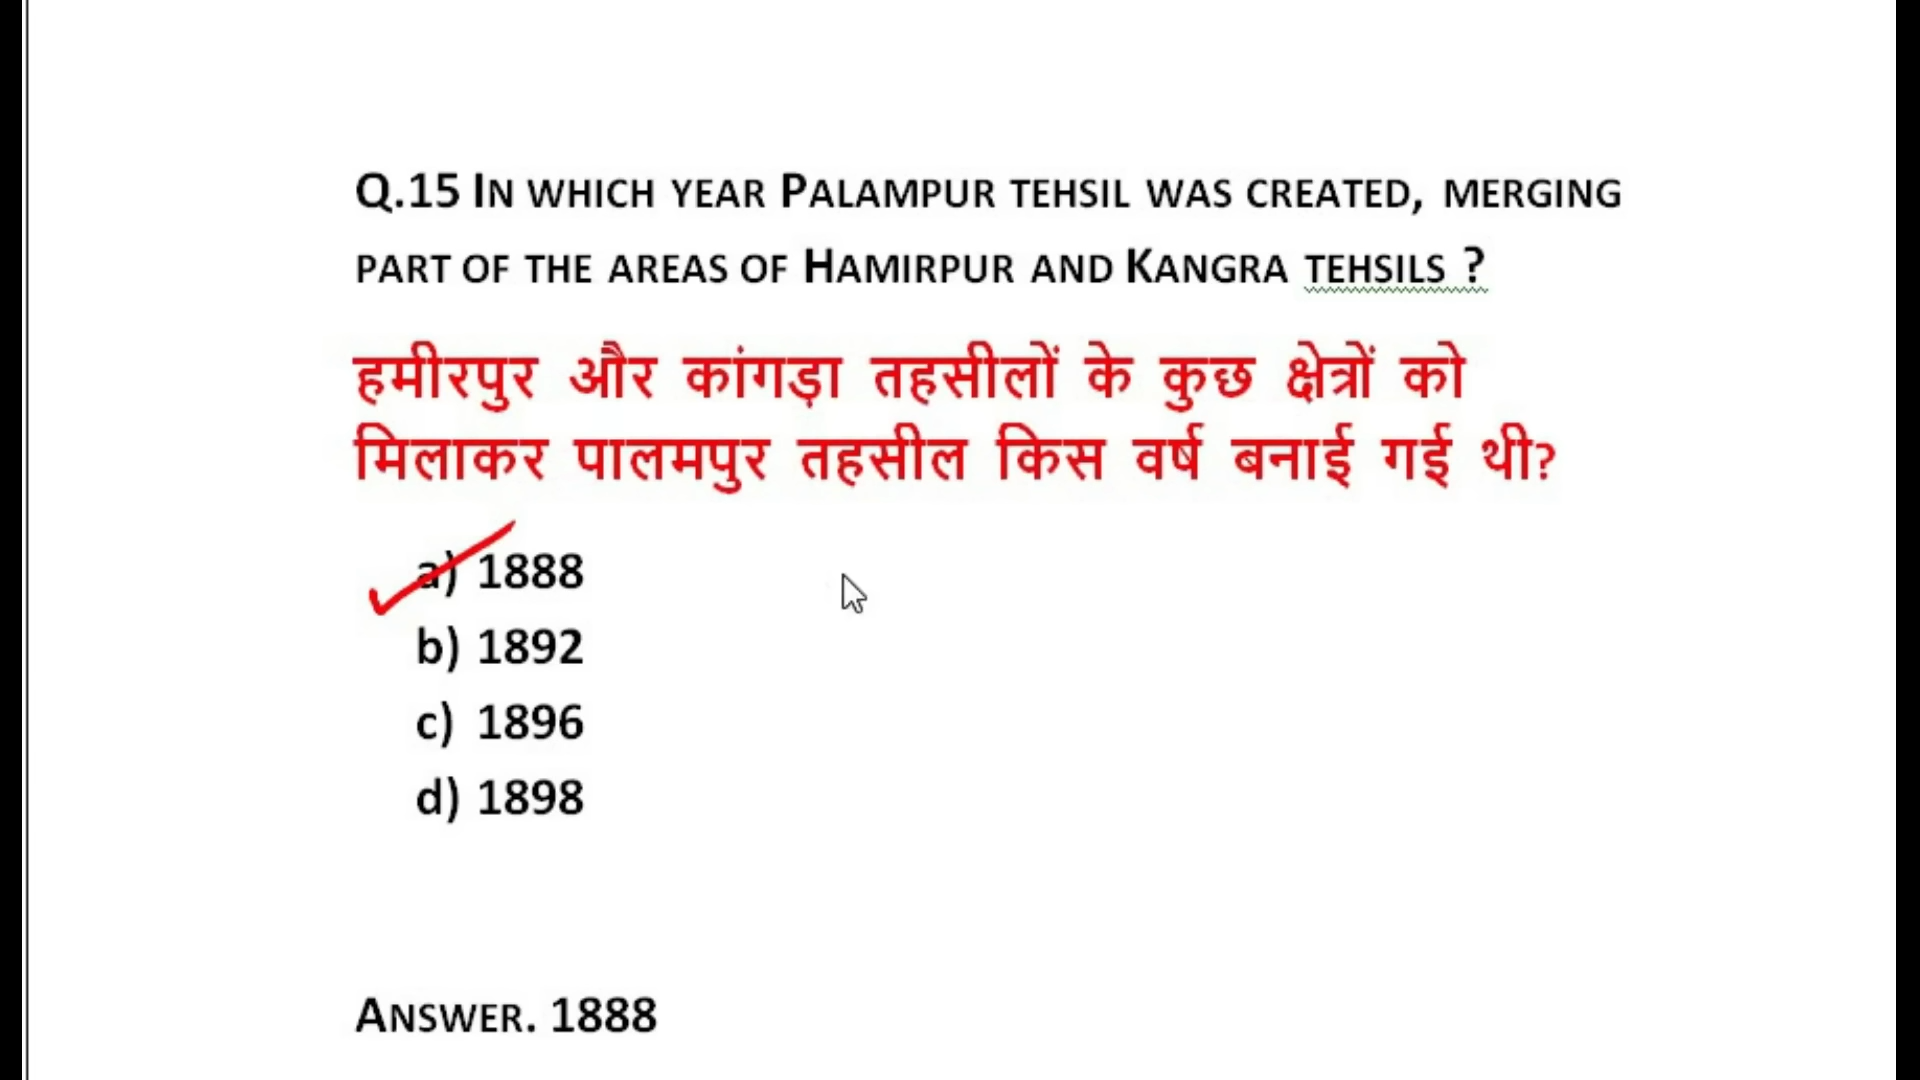 Q.15 In which year Palampur tehsil was created, merging
part of the areas of Hamirpur and Kangra tehsils ?
हमीरपुर और कांगड़ा तहसीलों के कुछ क्षेत्रों को
मिलाकर पालमपुर तहसील किस वर्ष बनाई गई थी?
a) 1888
b) 1892
c) 1896
d) 1898
Answer. 1888